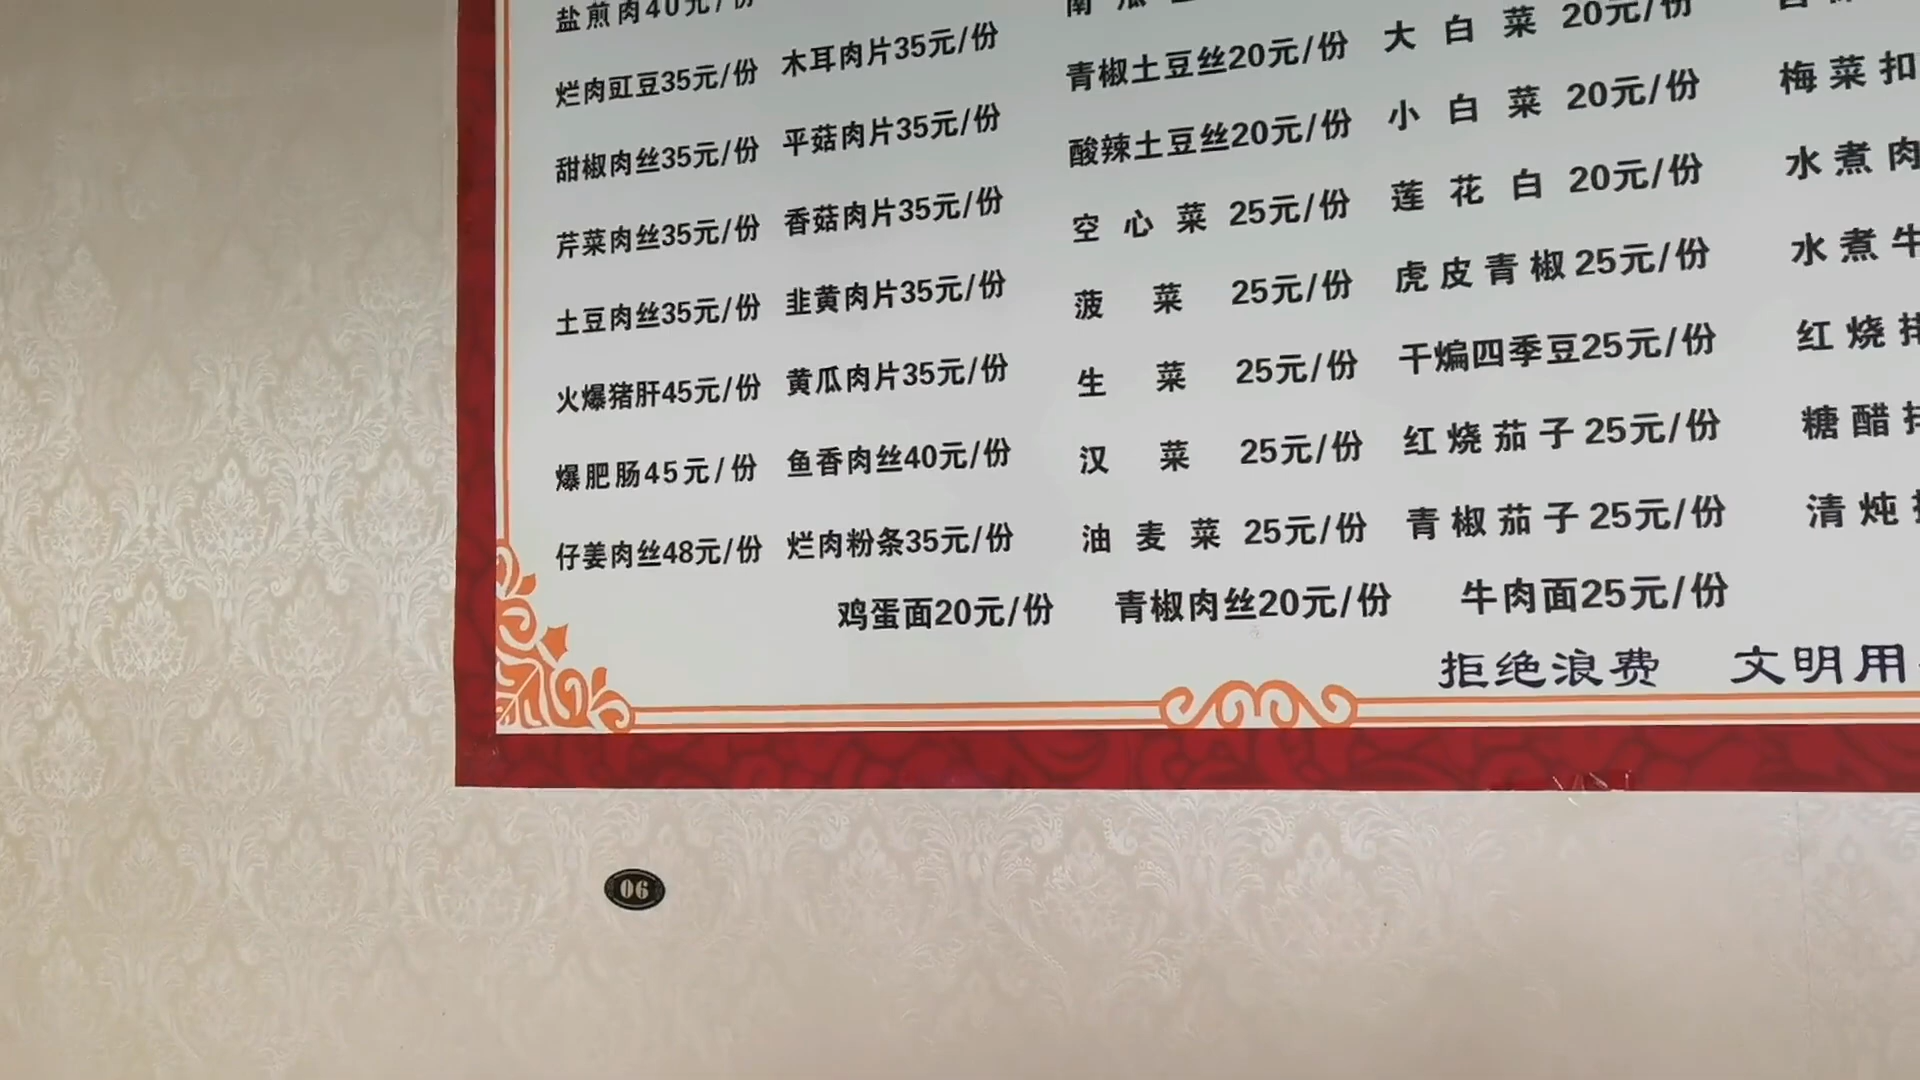 盐煎肉40元/份
烂肉豇豆35元/份 木耳肉片35元/份 青椒土豆丝20元/份 大白菜 20元/份
甜椒肉丝35元/份 平菇肉片35元/份 酸辣土豆丝20元/份 小白菜 20元/份 梅菜扣
芹菜肉丝35元/份 香菇肉片35元/份 空心菜 25元/份 莲花白 20元/份 水煮肉
土豆肉丝35元/份 韭黄肉片35元/份 菠菜 25元/份 虎皮青椒25元/份 水煮牛
火爆猪肝45元/份 黄瓜肉片35元/份 生菜 25元/份 干煸四季豆25元/份 红烧
爆肥肠45元/份 鱼香肉丝40元/份 汉菜 25元/份 红烧茄子25元/份 糖醋
仔姜肉丝48元/份 烂肉粉条35元/份 油麦菜 25元/份 青椒茄子25元/份 清炖
鸡蛋面20元/份 青椒肉丝20元/份 牛肉面25元/份
拒绝浪费 文明用
06